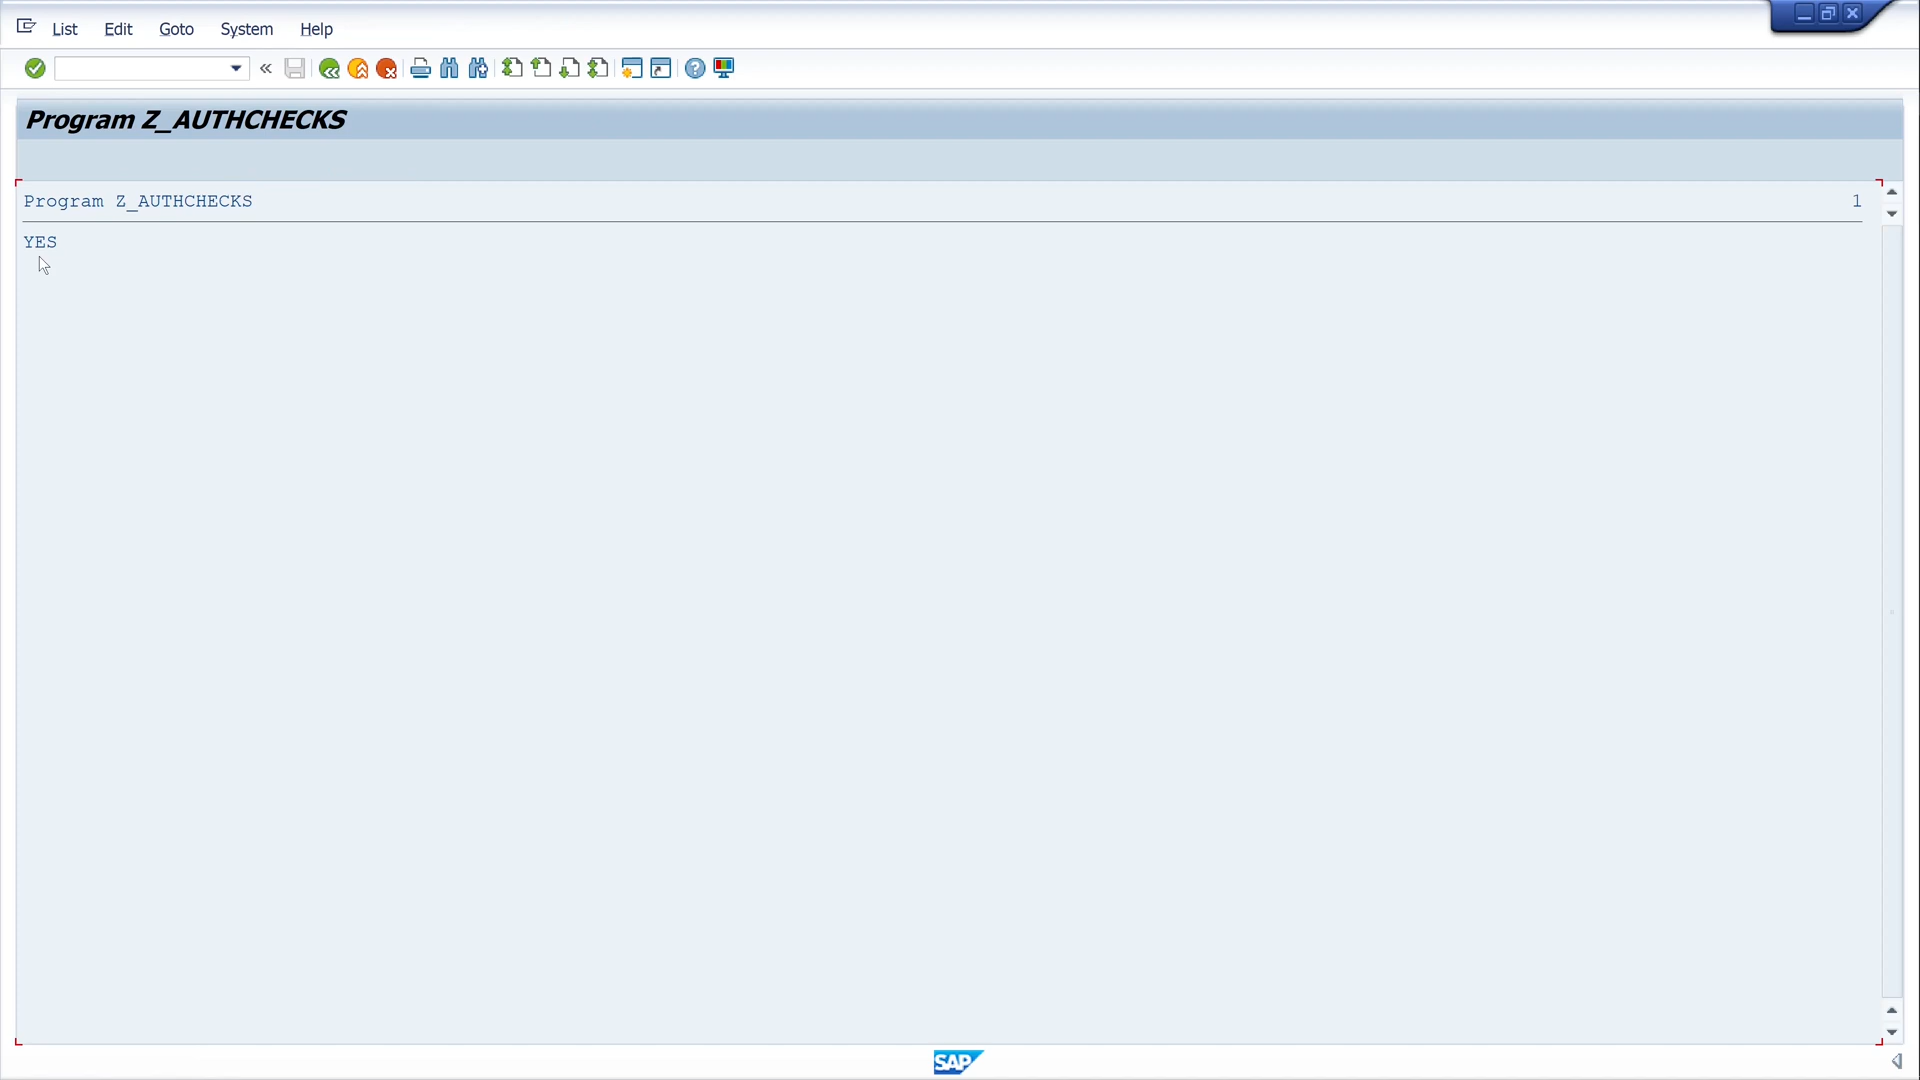 List Edit Goto System Help
Program Z_AUTHCHECKS
Program Z_AUTHCHECKS 1
YES
SAP